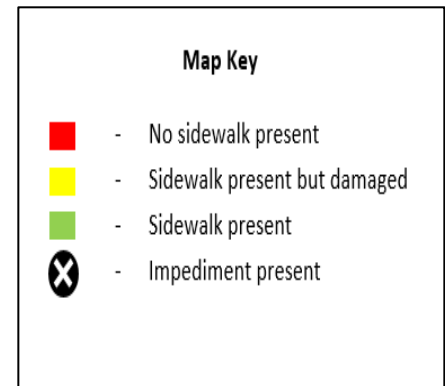 Map Key
- No sidewalk present
- Sidewalk present but damaged
- Sidewalk present
- Impediment present